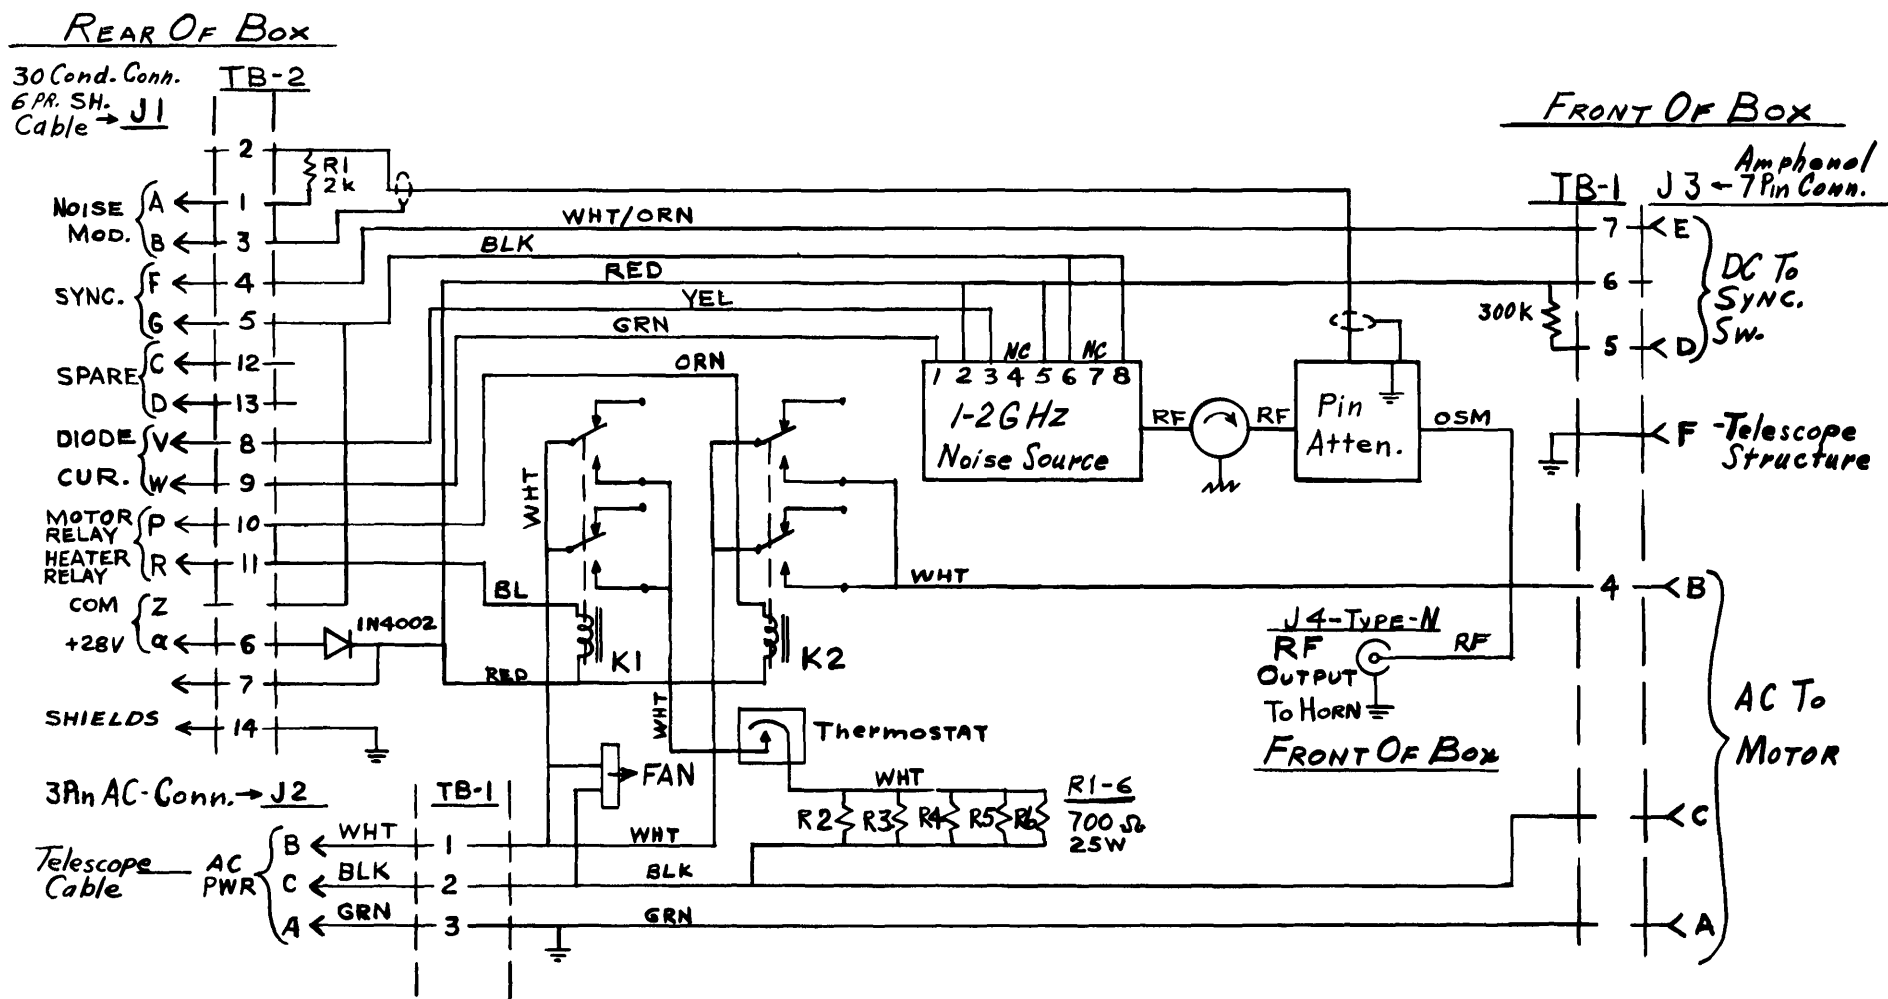 REAR OF BOX
30 Cond. Conn.
6 PR. SH.
Cable → J1
TB-2
2
R1
2k
NOISE
MOD.
A
1
B
3
SYNC.
F
4
G
5
SPARE
C
12
D
13
DIODE
CUR.
V
8
W
9
MOTOR
RELAY
P
10
HEATER
RELAY
R
11
COM
Z
+28V
α
6
1N4002
7
SHIELDS
14
WHT/ORN
BLK
RED
YEL
GRN
ORN
WHT
BL
RED
K1
K2
WHT
WHT
Thermostat
FAN
WHT
R2
R3
R4
R5
R6
R1-6
700 Ω
25W
NC
NC
1 2 3 4 5 6 7 8
1-2 GHz
Noise Source
RF
RF
Pin
Atten.
OSM
J4-TYPE-N
RF
OUTPUT
TO HORN
RF
FRONT OF BOX
FRONT OF BOX
TB-1
J3 ← Amphenol
7 Pin Conn.
7
E
6
300K
5
D
DC To
SYNC.
SW.
F
-Telescope
Structure
4
B
C
A
AC To
MOTOR
3 Pin AC-Conn. → J2
TB-1
Telescope
Cable
AC
PWR
B
WHT
1
WHT
C
BLK
2
BLK
A
GRN
3
GRN